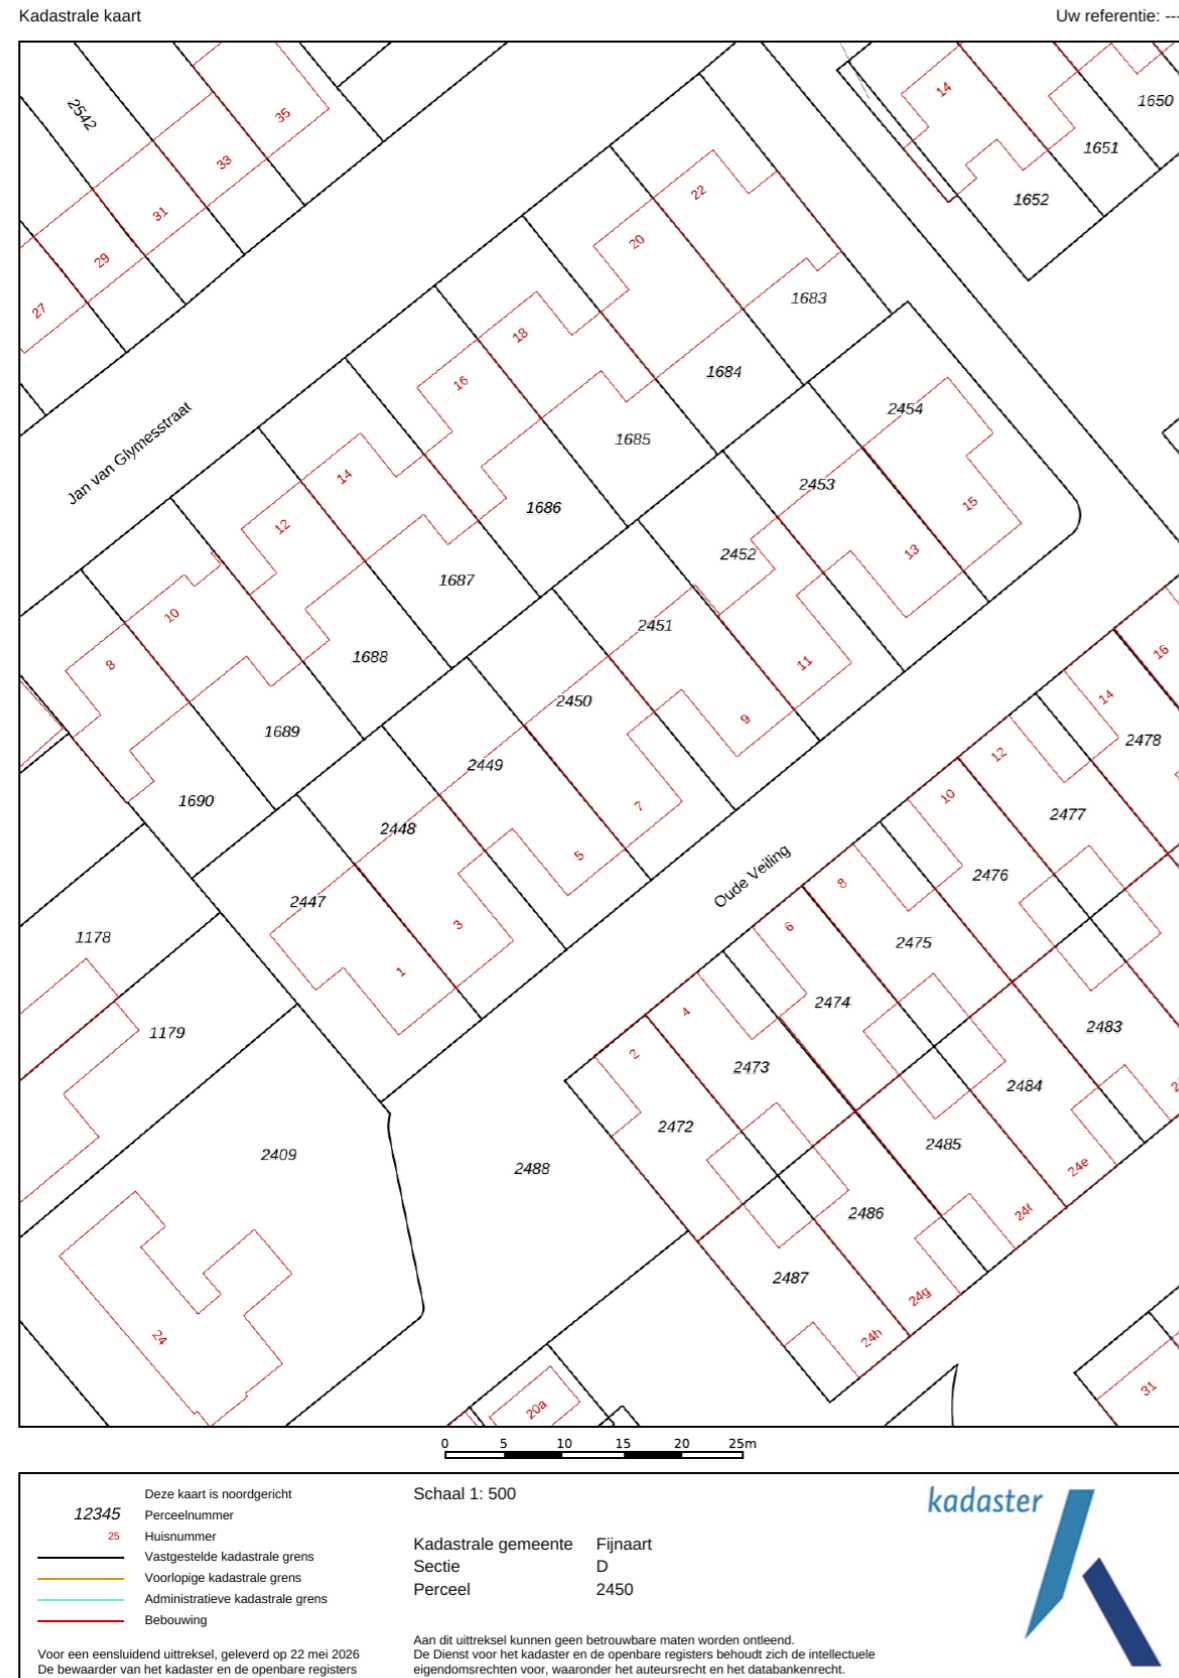 Kadastrale kaart
Uw referentie: ---
2542
35
33
31
29
27
14
1650
1651
1652
22
20
18
16
14
12
10
8
1683
1684
1685
1686
1687
1688
1689
1690
Jan van Glymesstraat
2454
2453
2452
2451
2450
2449
2448
2447
15
13
11
9
7
5
3
1
1178
1179
2409
24
2488
Oude Veiling
16
14
12
10
8
6
4
2
2478
2477
2476
2475
2474
2473
2472
2483
2484
2485
2486
2487
24e
24f
24g
24h
20a
31
0 5 10 15 20 25m
Deze kaart is noordgericht
12345 Perceelnummer
25 Huisnummer
Vastgestelde kadastrale grens
Voorlopige kadastrale grens
Administratieve kadastrale grens
Bebouwing
Voor een eensluidend uittreksel, geleverd op 22 mei 2026
De bewaarder van het kadaster en de openbare registers
Schaal 1: 500
Kadastrale gemeente Fijnaart
Sectie D
Perceel 2450
Aan dit uittreksel kunnen geen betrouwbare maten worden ontleend.
De Dienst voor het kadaster en de openbare registers behoudt zich de intellectuele
eigendomsrechten voor, waaronder het auteursrecht en het databankenrecht.
kadaster